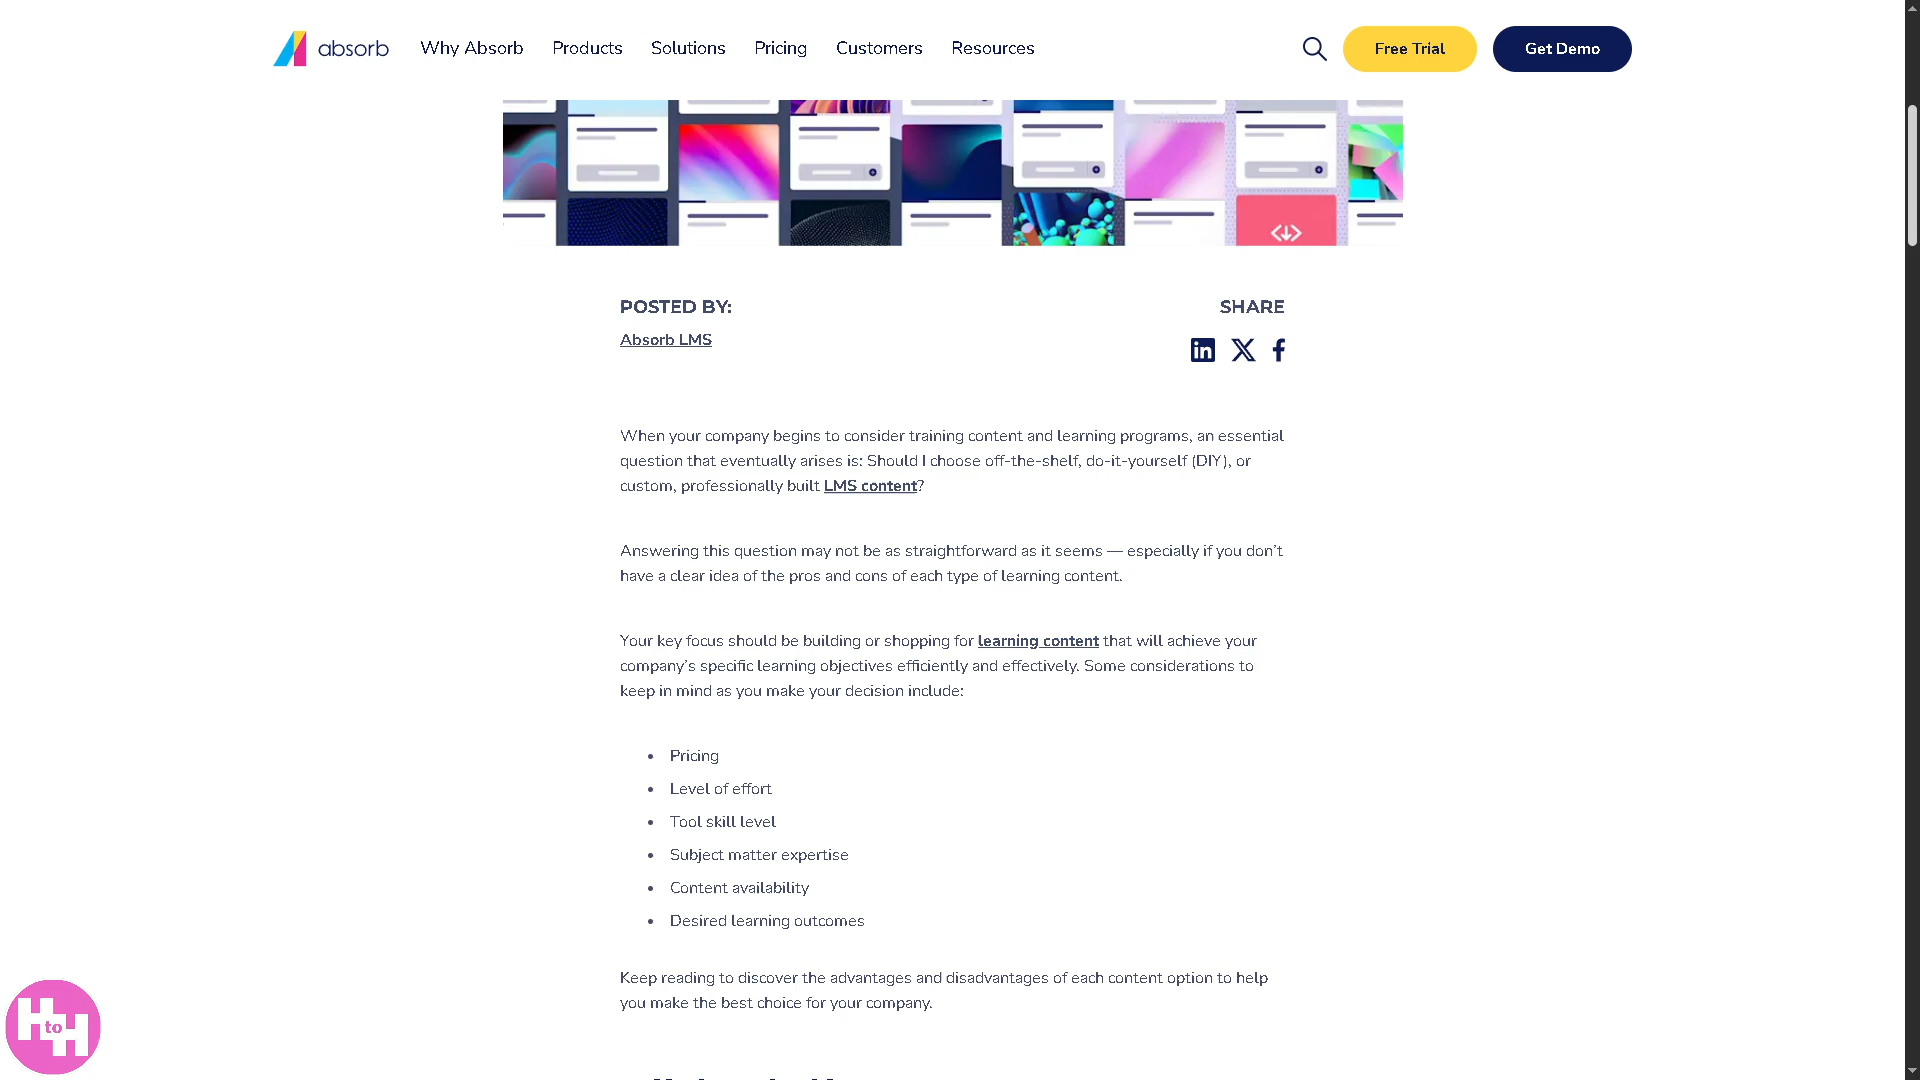 absorb Why Absorb Products Solutions Pricing Customers Resources Free Trial Get Demo
POSTED BY: SHARE
Absorb LMS
When your company begins to consider training content and learning programs, an essential
question that eventually arises is: Should I choose off-the-shelf, do-it-yourself (DIY), or
custom, professionally built LMS content?
Answering this question may not be as straightforward as it seems — especially if you don’t
have a clear idea of the pros and cons of each type of learning content.
Your key focus should be building or shopping for learning content that will achieve your
company’s specific learning objectives efficiently and effectively. Some considerations to
keep in mind as you make your decision include:
• Pricing
• Level of effort
• Tool skill level
• Subject matter expertise
• Content availability
• Desired learning outcomes
Keep reading to discover the advantages and disadvantages of each content option to help
you make the best choice for your company.
H to H